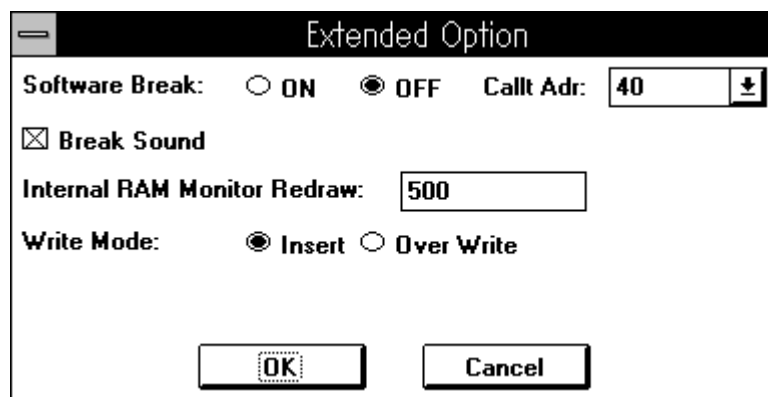 Extended Option
Software Break: ON OFF Callt Adr: 40
Break Sound
Internal RAM Monitor Redraw: 500
Write Mode: Insert Over Write
OK Cancel